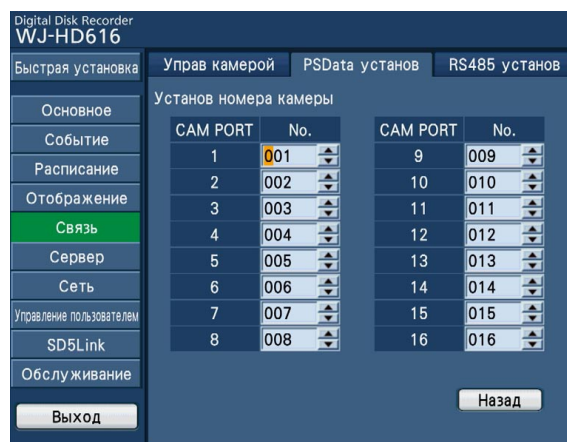 Digital Disk Recorder
WJ-HD616
Быстрая установка
Основное
Событие
Расписание
Отображение
Связь
Сервер
Сеть
Управление пользователем
SD5Link
Обслуживание
Выход
Управ камерой PSData установ RS485 установ
Установ номера камеры
CAM PORT No. CAM PORT No.
1 001 9 009
2 002 10 010
3 003 11 011
4 004 12 012
5 005 13 013
6 006 14 014
7 007 15 015
8 008 16 016
Назад